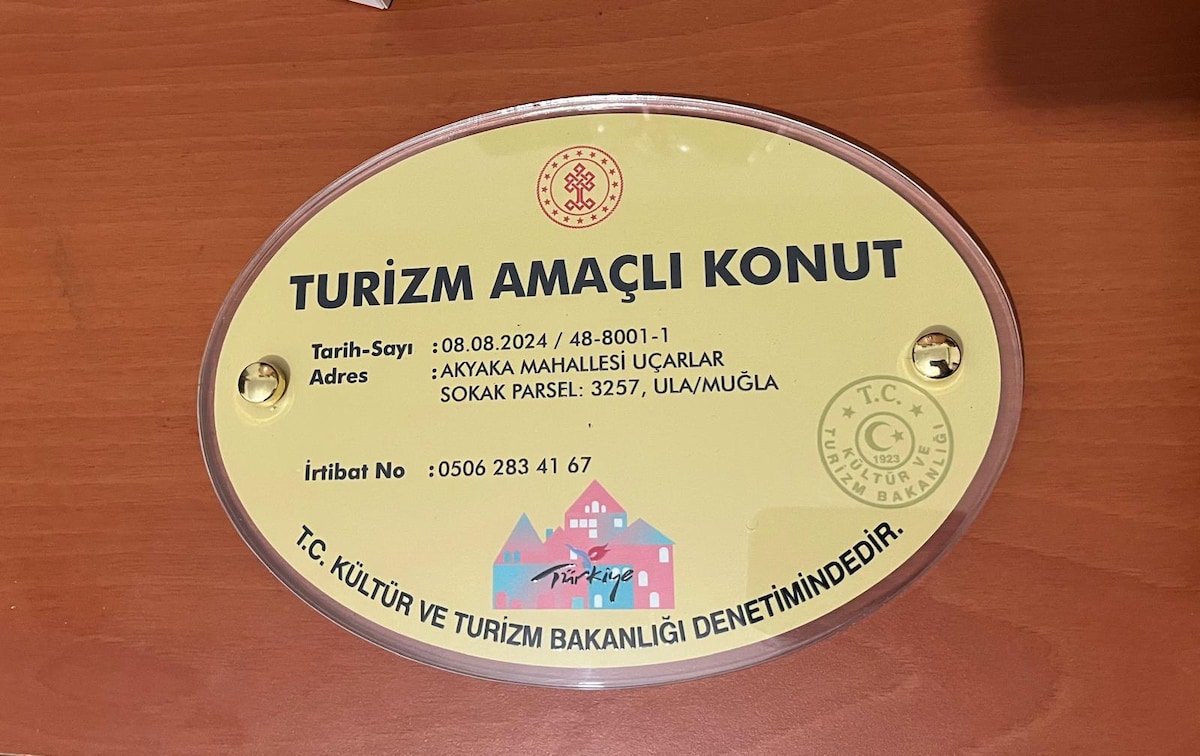 TURİZM AMAÇLI KONUT
Tarih-Sayı : 08.08.2024 / 48-8001-1
Adres : AKYAKA MAHALLESİ UÇARLAR
SOKAK PARSEL: 3257, ULA/MUĞLA
T.C.
KÜLTÜR VE
TURİZM BAKANLIĞI
1923
İrtibat No : 0506 283 41 67
Türkiye
T.C. KÜLTÜR VE TURİZM BAKANLIĞI DENETİMİNDEDİR.